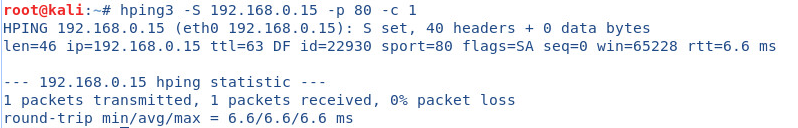 root@kali:~# hping3 -S 192.168.0.15 -p 80 -c 1
HPING 192.168.0.15 (eth0 192.168.0.15): S set, 40 headers + 0 data bytes
len=46 ip=192.168.0.15 ttl=63 DF id=22930 sport=80 flags=SA seq=0 win=65228 rtt=6.6 ms

--- 192.168.0.15 hping statistic ---
1 packets transmitted, 1 packets received, 0% packet loss
round-trip min/avg/max = 6.6/6.6/6.6 ms